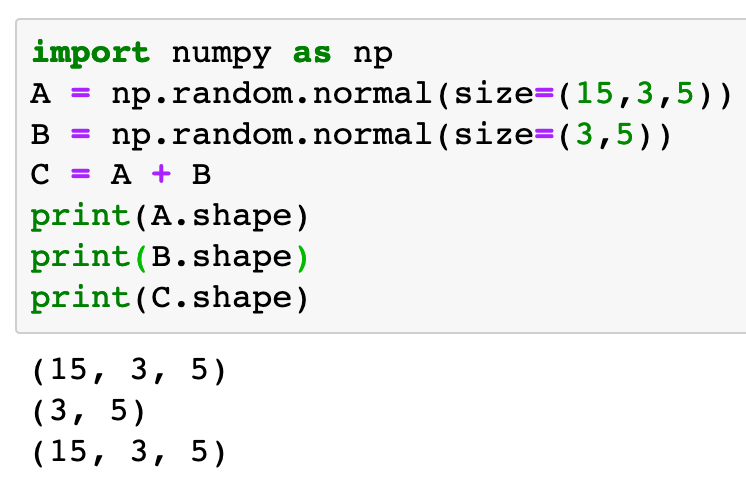 import numpy as np
A = np.random.normal(size=(15,3,5))
B = np.random.normal(size=(3,5))
C = A + B
print(A.shape)
print(B.shape)
print(C.shape)
(15, 3, 5)
(3, 5)
(15, 3, 5)